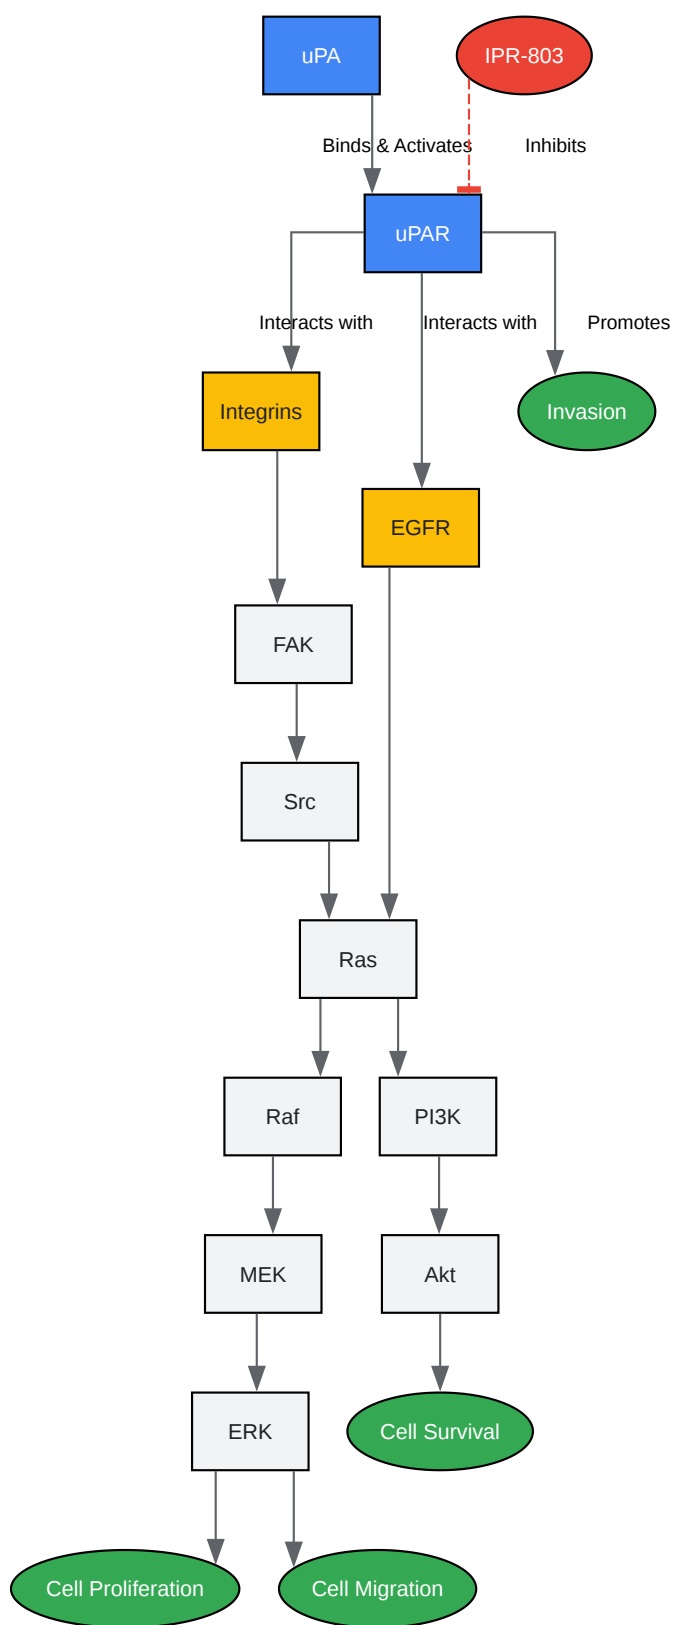 uPA
IPR-803
Binds & Activates
Inhibits
uPAR
Interacts with
Interacts with
Promotes
Integrins
Invasion
EGFR
FAK
Src
Ras
Raf
PI3K
MEK
Akt
ERK
Cell Survival
Cell Proliferation
Cell Migration